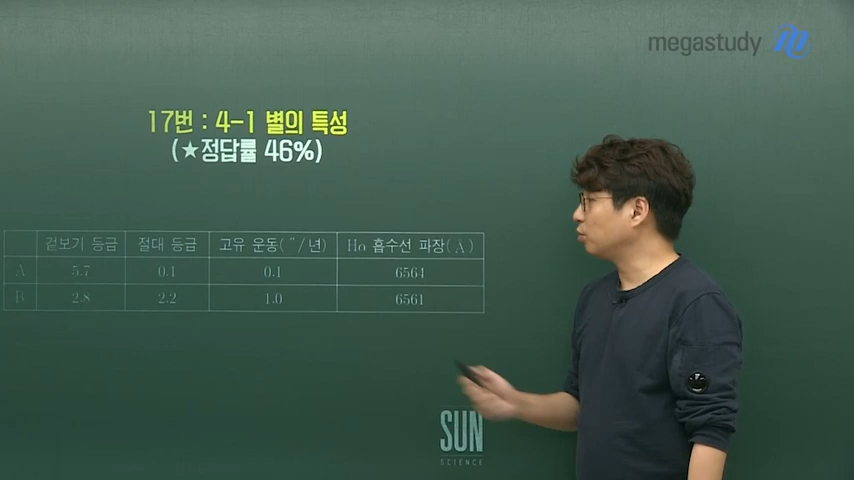 megastudy
17번 : 4-1 별의 특성
(★정답률 46%)
겉보기 등급 절대 등급 고유 운동(″/년) Hα 흡수선 파장(Å)
A 5.7 0.1 0.1 6564
B 2.8 2.2 1.0 6561
SUN
SCIENCE